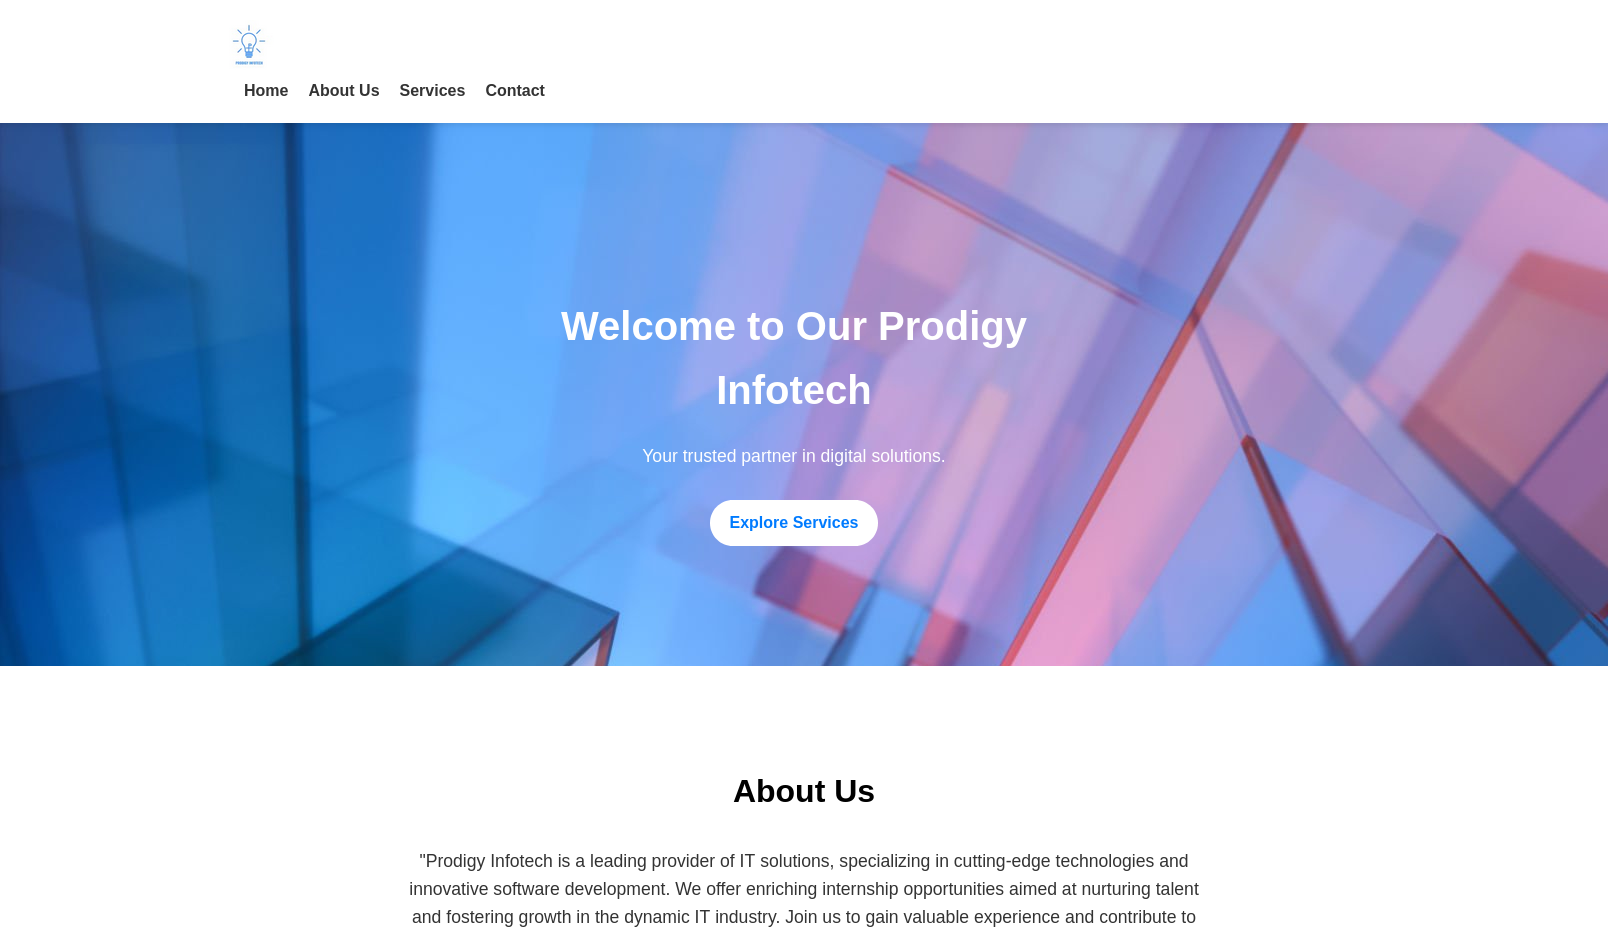 PRODIGY INFOTECH
Home About Us Services Contact
Welcome to Our Prodigy
Infotech
Your trusted partner in digital solutions.
Explore Services
About Us
"Prodigy Infotech is a leading provider of IT solutions, specializing in cutting-edge technologies and
innovative software development. We offer enriching internship opportunities aimed at nurturing talent
and fostering growth in the dynamic IT industry. Join us to gain valuable experience and contribute to